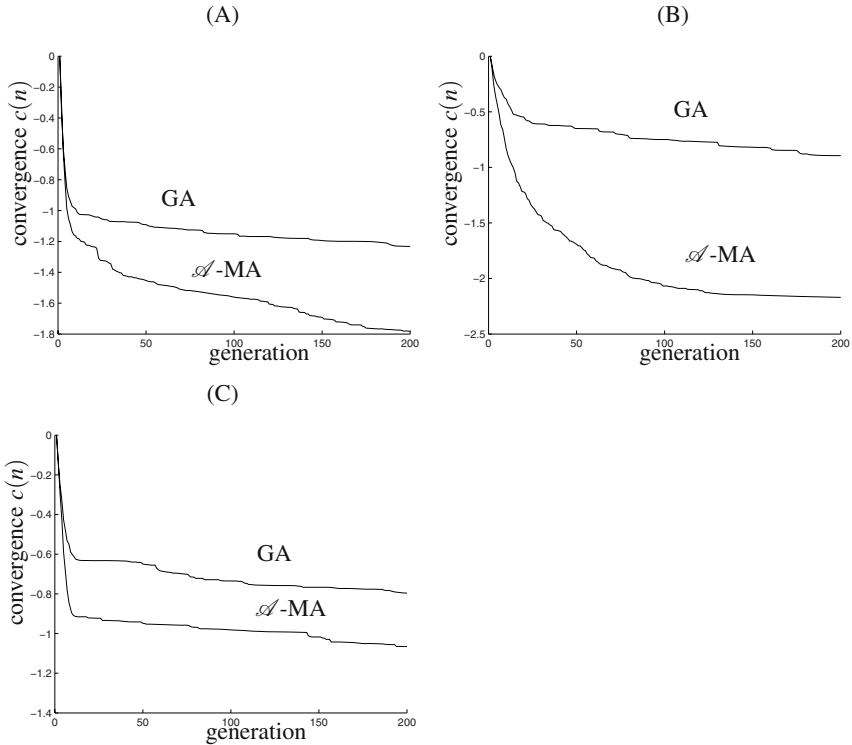 (A)
0
−0.2
−0.4
−0.6
−0.8
−1
−1.2
−1.4
−1.6
−1.8
convergence c(n)
GA
𝒜-MA
0 50 100 150 200
generation
(B)
0
−0.5
−1
−1.5
−2
−2.5
convergence c(n)
GA
𝒜-MA
0 50 100 150 200
generation
(C)
0
−0.2
−0.4
−0.6
−0.8
−1
−1.2
−1.4
convergence c(n)
GA
𝒜-MA
0 50 100 150 200
generation